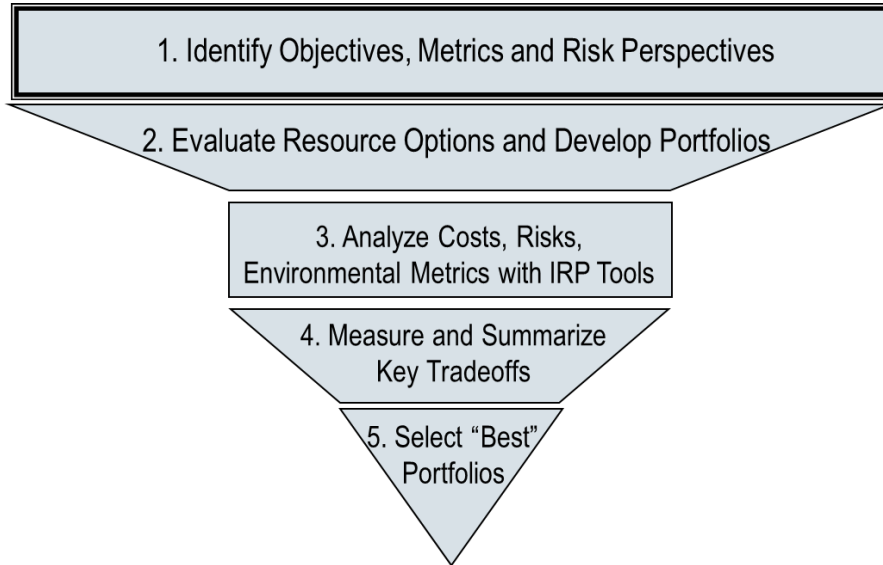 1. Identify Objectives, Metrics and Risk Perspectives
2. Evaluate Resource Options and Develop Portfolios
3. Analyze Costs, Risks,
Environmental Metrics with IRP Tools
4. Measure and Summarize
Key Tradeoffs
5. Select “Best”
Portfolios